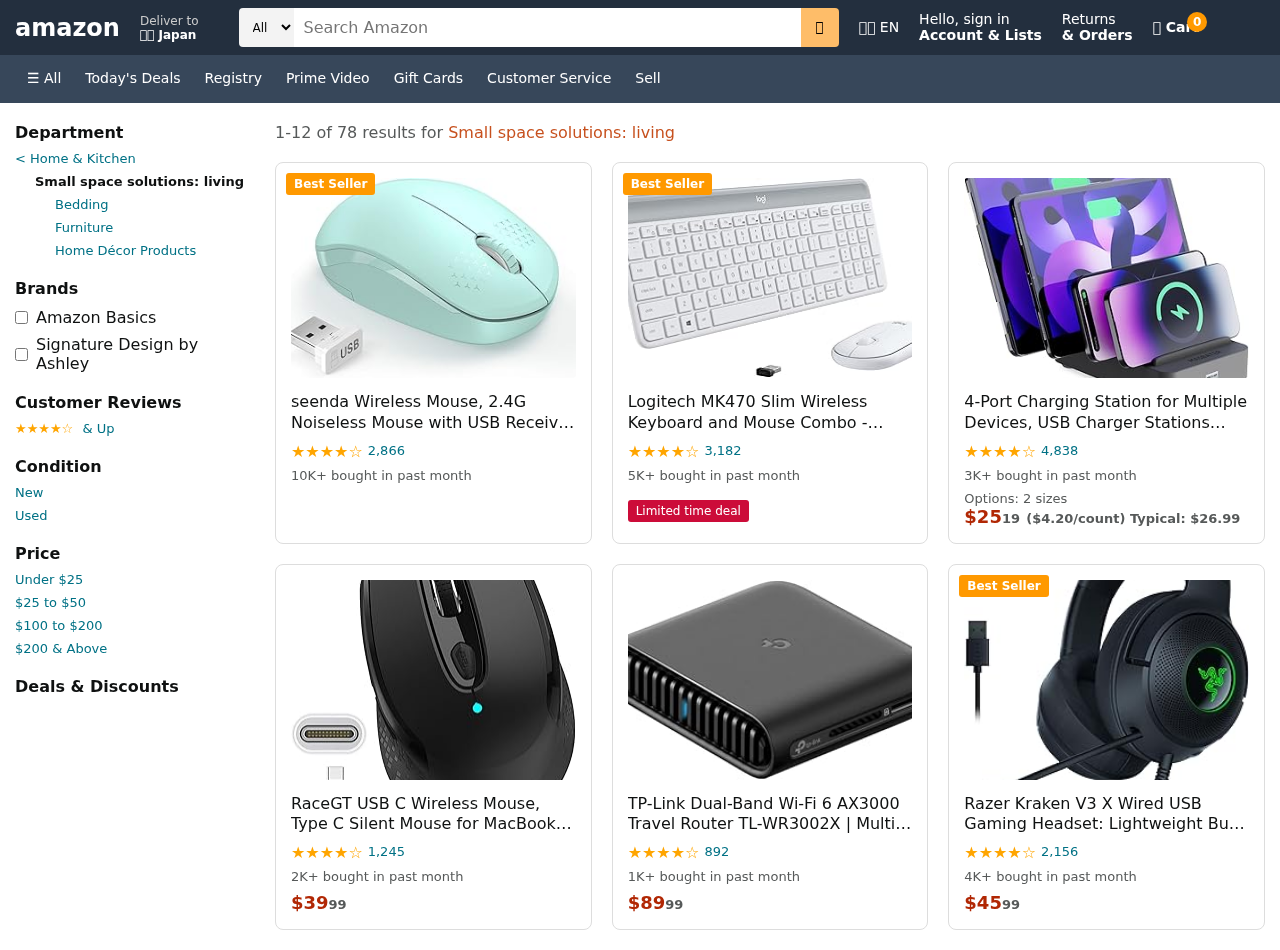 amazon
Deliver to
Japan
All
Search Amazon
EN
Hello, sign in
Account & Lists
Returns
& Orders
0
☰ All
Today's Deals
Registry
Prime Video
Gift Cards
Customer Service
Sell
Department
< Home & Kitchen
Small space solutions: living
Bedding
Furniture
Home Décor Products
Brands
Amazon Basics
Signature Design by
Ashley
Customer Reviews
★★★★☆ & Up
Condition
New
Used
Price
Under $25
$25 to $50
$100 to $200
$200 & Above
Deals & Discounts
1-12 of 78 results for Small space solutions: living
Best Seller
USB
seenda Wireless Mouse, 2.4G
Noiseless Mouse with USB Receiv…
★★★★☆ 2,866
10K+ bought in past month
Best Seller
logi
Logitech MK470 Slim Wireless
Keyboard and Mouse Combo -…
★★★★☆ 3,182
5K+ bought in past month
Limited time deal
4-Port Charging Station for Multiple
Devices, USB Charger Stations…
★★★★☆ 4,838
3K+ bought in past month
Options: 2 sizes
$25 19 ($4.20/count) Typical: $26.99
RaceGT USB C Wireless Mouse,
Type C Silent Mouse for MacBook…
★★★★☆ 1,245
2K+ bought in past month
$39 99
tp-link
TP-Link Dual-Band Wi-Fi 6 AX3000
Travel Router TL-WR3002X | Multi…
★★★★☆ 892
1K+ bought in past month
$89 99
Best Seller
Razer Kraken V3 X Wired USB
Gaming Headset: Lightweight Bu…
★★★★☆ 2,156
4K+ bought in past month
$45 99